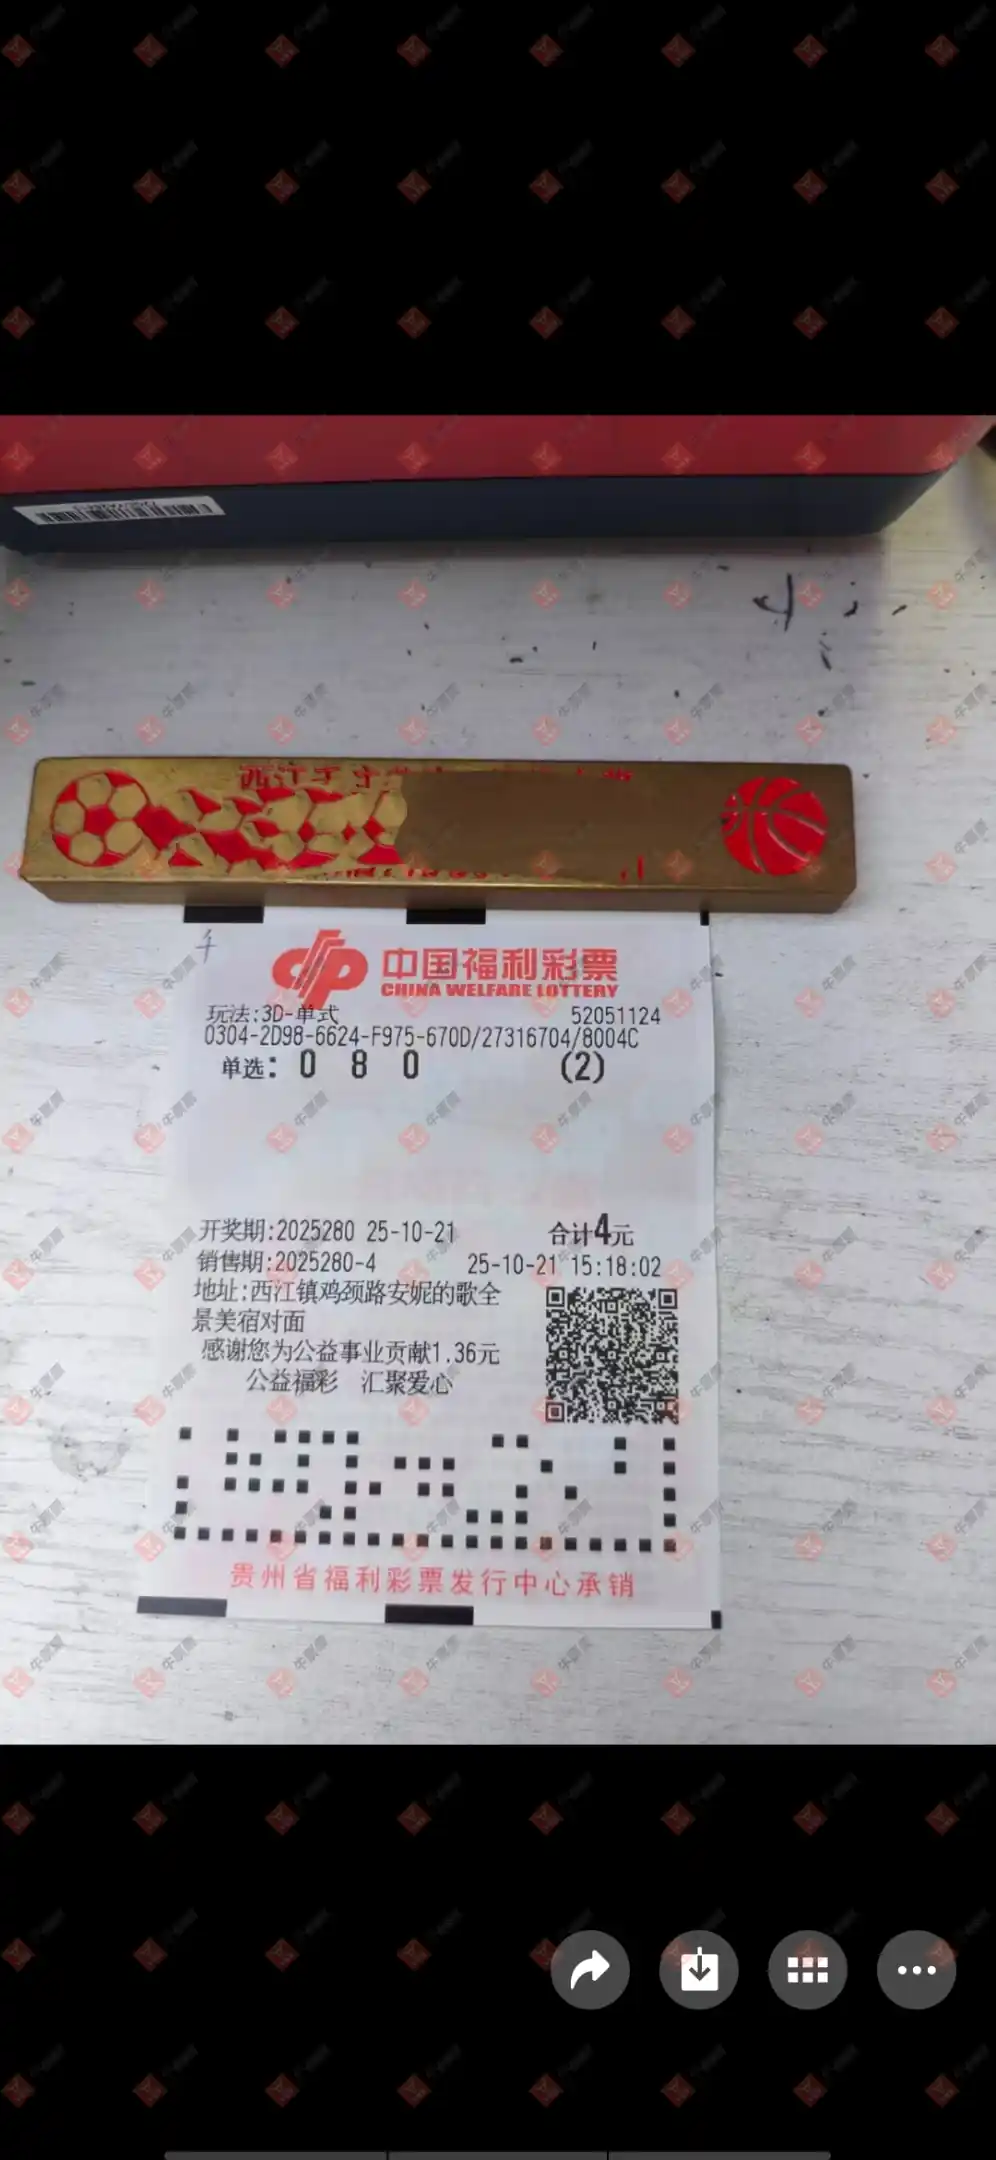 中国福利彩票
CHINA WELFARE LOTTERY
玩法:3D-单式 52051124
0304-2D98-6624-F975-670D/27316704/8004C
单选: 0 8 0 (2)
开奖期:2025280 25-10-21 合计4元
销售期:2025280-4 25-10-21 15:18:02
地址:西江镇鸡颈路安妮的歌全
景美宿对面
感谢您为公益事业贡献1.36元
公益福彩 汇聚爱心
贵州省福利彩票发行中心承销